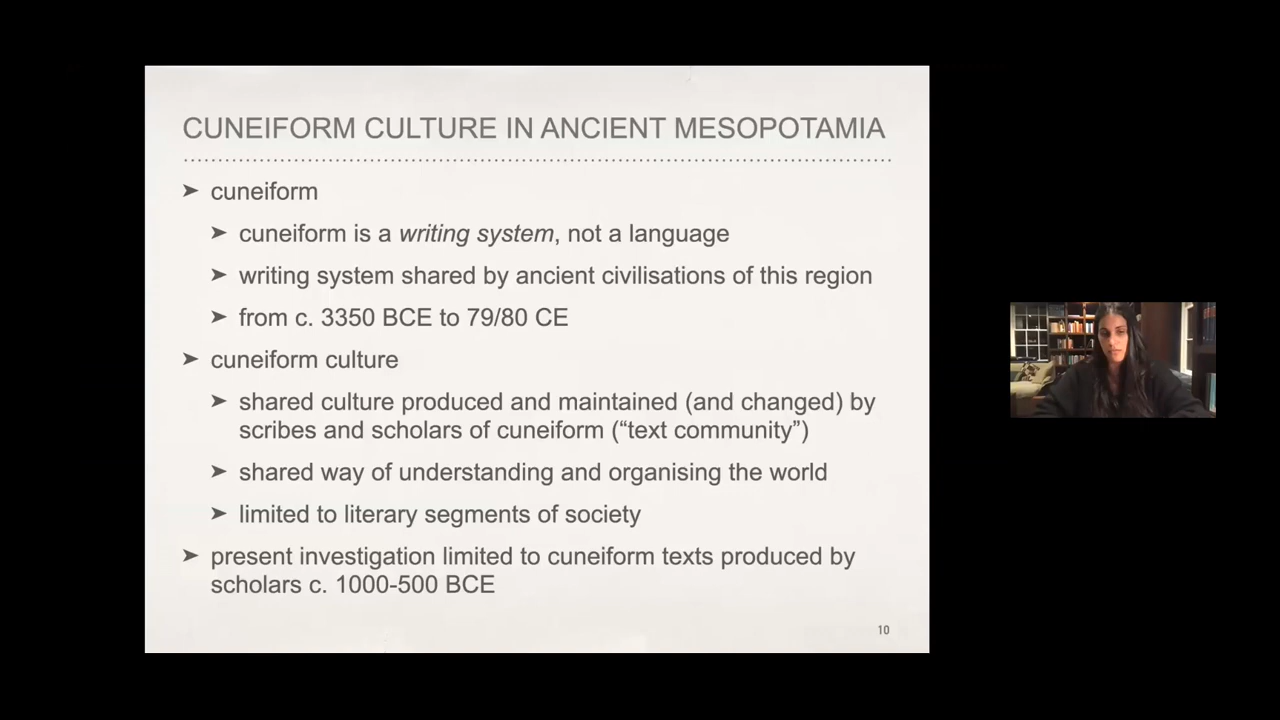 CUNEIFORM CULTURE IN ANCIENT MESOPOTAMIA
➤ cuneiform
➤ cuneiform is a writing system, not a language
➤ writing system shared by ancient civilisations of this region
➤ from c. 3350 BCE to 79/80 CE
➤ cuneiform culture
➤ shared culture produced and maintained (and changed) by
scribes and scholars of cuneiform (“text community”)
➤ shared way of understanding and organising the world
➤ limited to literary segments of society
➤ present investigation limited to cuneiform texts produced by
scholars c. 1000-500 BCE
10